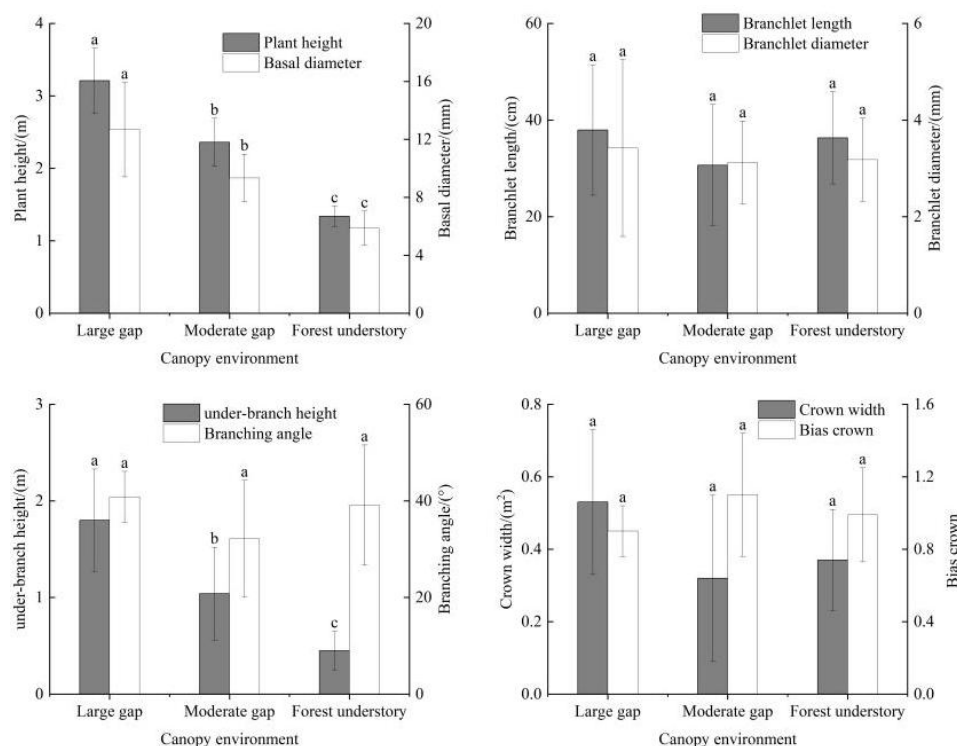 4
3
2
1
0
Plant height/(m)
20
16
12
8
4
0
Basal diameter/(mm)
Plant height
Basal diameter
a
a
b
b
c
c
Large gap
Moderate gap
Forest understory
Canopy environment
60
40
20
0
Branchlet length/(cm)
6
4
2
0
Branchlet diameter/(mm)
Branchlet length
Branchlet diameter
a
a
a
a
a
a
Large gap
Moderate gap
Forest understory
Canopy environment
3
2
1
0
under-branch height/(m)
60
40
20
0
Branching angle/(°)
under-branch height
Branching angle
a
a
b
a
c
a
Large gap
Moderate gap
Forest understory
Canopy environment
0.8
0.6
0.4
0.2
0.0
Crown width/(m²)
1.6
1.2
0.8
0.4
0.0
Bias crown
Crown width
Bias crown
a
a
a
a
a
a
Large gap
Moderate gap
Forest understory
Canopy environment